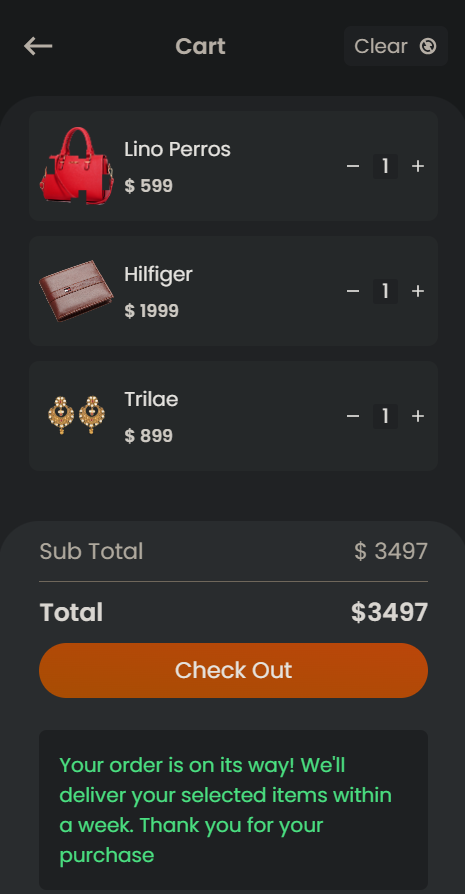 Cart
Clear
Lino Perros
$ 599
1
Hilfiger
$ 1999
1
Trilae
$ 899
1
Sub Total $ 3497
Total $3497
Check Out
Your order is on its way! We'll
deliver your selected items within
a week. Thank you for your
purchase